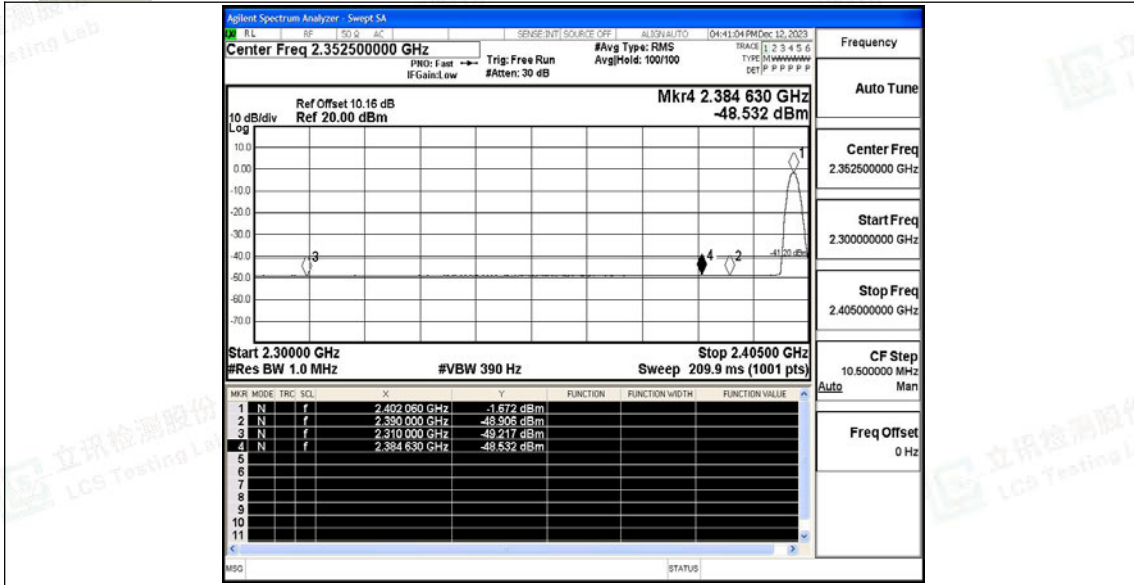 Agilent Spectrum Analyzer - Swept SA
RL RF 50 Ω AC SENSE:INT SOURCE OFF ALIGN AUTO 04:41:04 PM Dec 12, 2023
Center Freq 2.352500000 GHz
#Avg Type: RMS
TRACE 1 2 3 4 5 6
PNO: Fast Trig: Free Run Avg|Hold: 100/100
TYPE M WWWWW
IFGain:Low #Atten: 30 dB
DET P P P P P P
Mkr4 2.384 630 GHz
-48.532 dBm
Ref Offset 10.16 dB
10 dB/div Ref 20.00 dBm
Log
10.0
0.00
-10.0
-20.0
-30.0
-40.0
-50.0
-60.0
-70.0
1
3
4
2
-41.20 dBm
Start 2.30000 GHz Stop 2.40500 GHz
#Res BW 1.0 MHz #VBW 390 Hz Sweep 209.9 ms (1001 pts)
MKR MODE TRC SCL X Y FUNCTION FUNCTION WIDTH FUNCTION VALUE
1 N f 2.402 060 GHz -1.672 dBm
2 N f 2.390 000 GHz -48.906 dBm
3 N f 2.310 000 GHz -49.217 dBm
4 N f 2.384 630 GHz -48.532 dBm
5
6
7
8
9
10
11
MSG STATUS
Frequency
Auto Tune
Center Freq
2.352500000 GHz
Start Freq
2.300000000 GHz
Stop Freq
2.405000000 GHz
CF Step
10.500000 MHz
Auto Man
Freq Offset
0 Hz
立讯检测股份
LCS Testing Lab
立讯检测股份
LCS Testing L